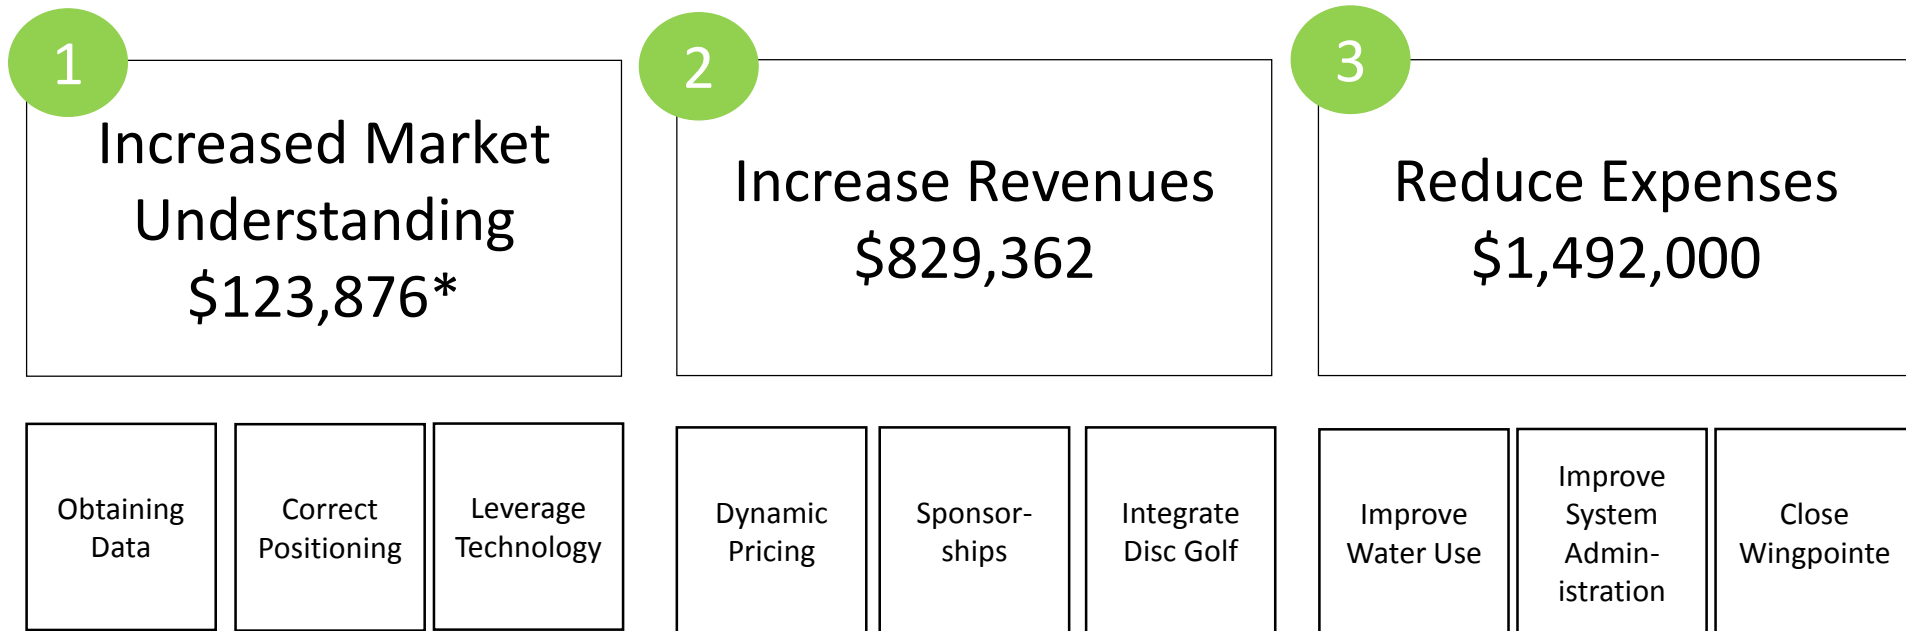 1
Increased Market
Understanding
$123,876*
2
Increase Revenues
$829,362
3
Reduce Expenses
$1,492,000
Obtaining
Data
Correct
Positioning
Leverage
Technology
Dynamic
Pricing
Sponsor-
ships
Integrate
Disc Golf
Improve
Water Use
Improve
System
Admin-
istration
Close
Wingpointe